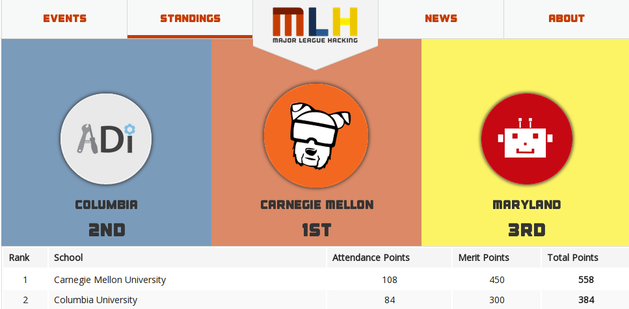 EVENTS STANDINGS MLH NEWS ABOUT
MAJOR LEAGUE HACKING
ADi
COLUMBIA CARNEGIE MELLON MARYLAND
2ND 1ST 3RD
Rank School Attendance Points Merit Points Total Points
1 Carnegie Mellon University 108 450 558
2 Columbia University 84 300 384